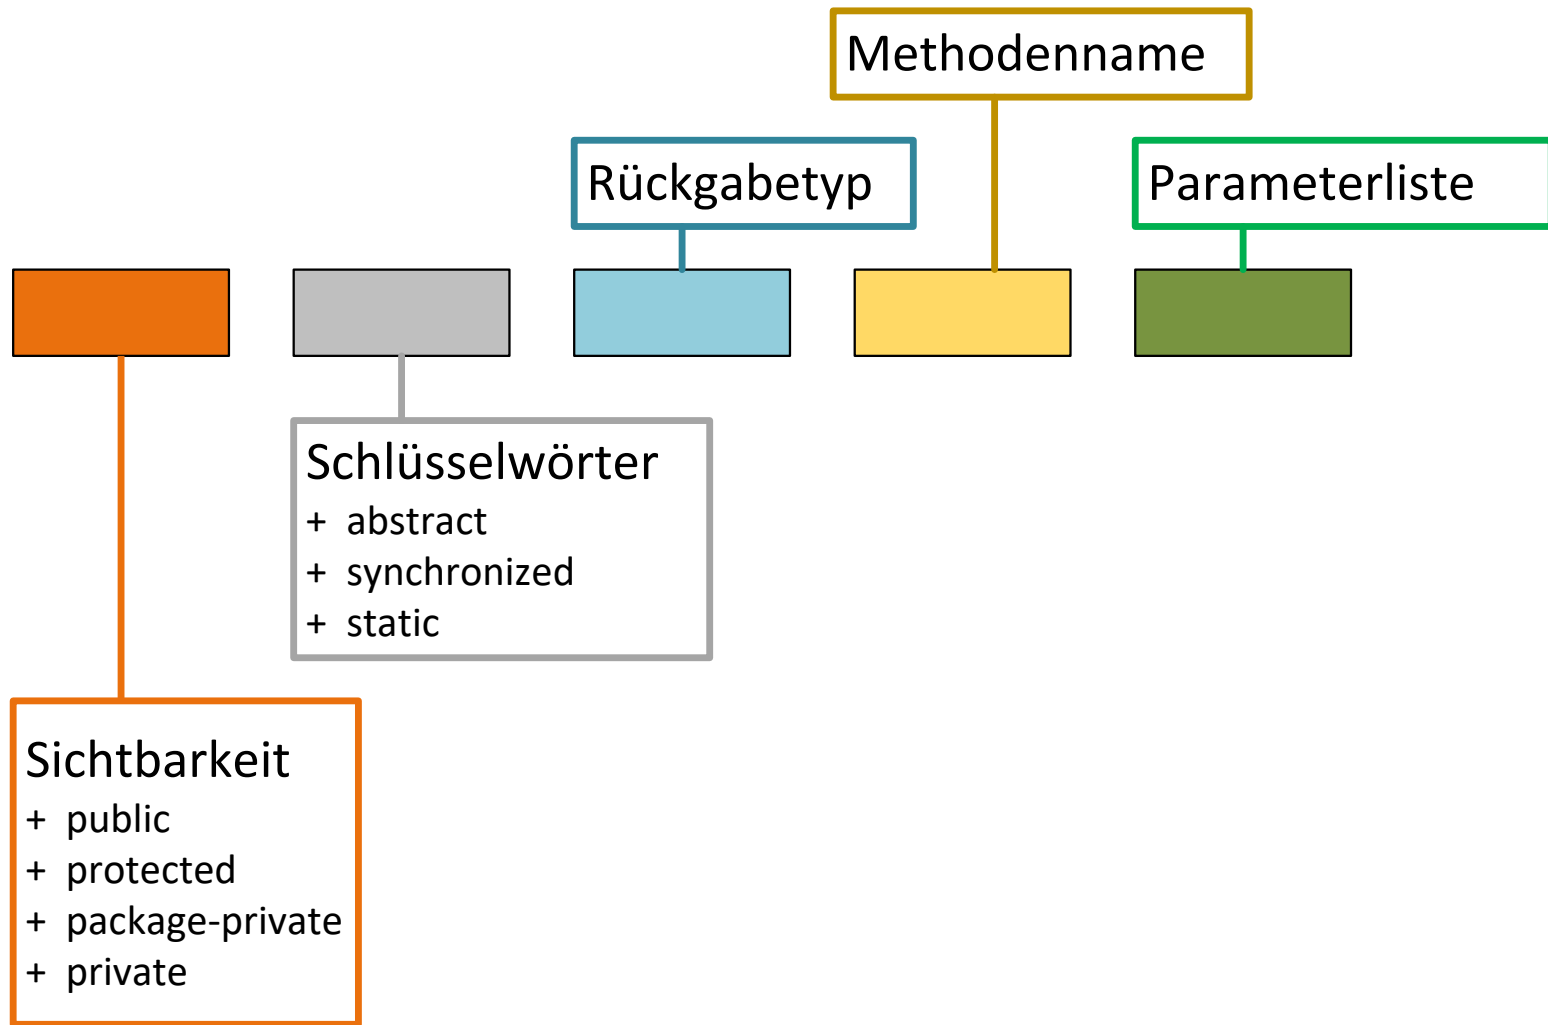 Methodenname
Rückgabetyp
Parameterliste
Schlüsselwörter
+ abstract
+ synchronized
+ static
Sichtbarkeit
+ public
+ protected
+ package-private
+ private